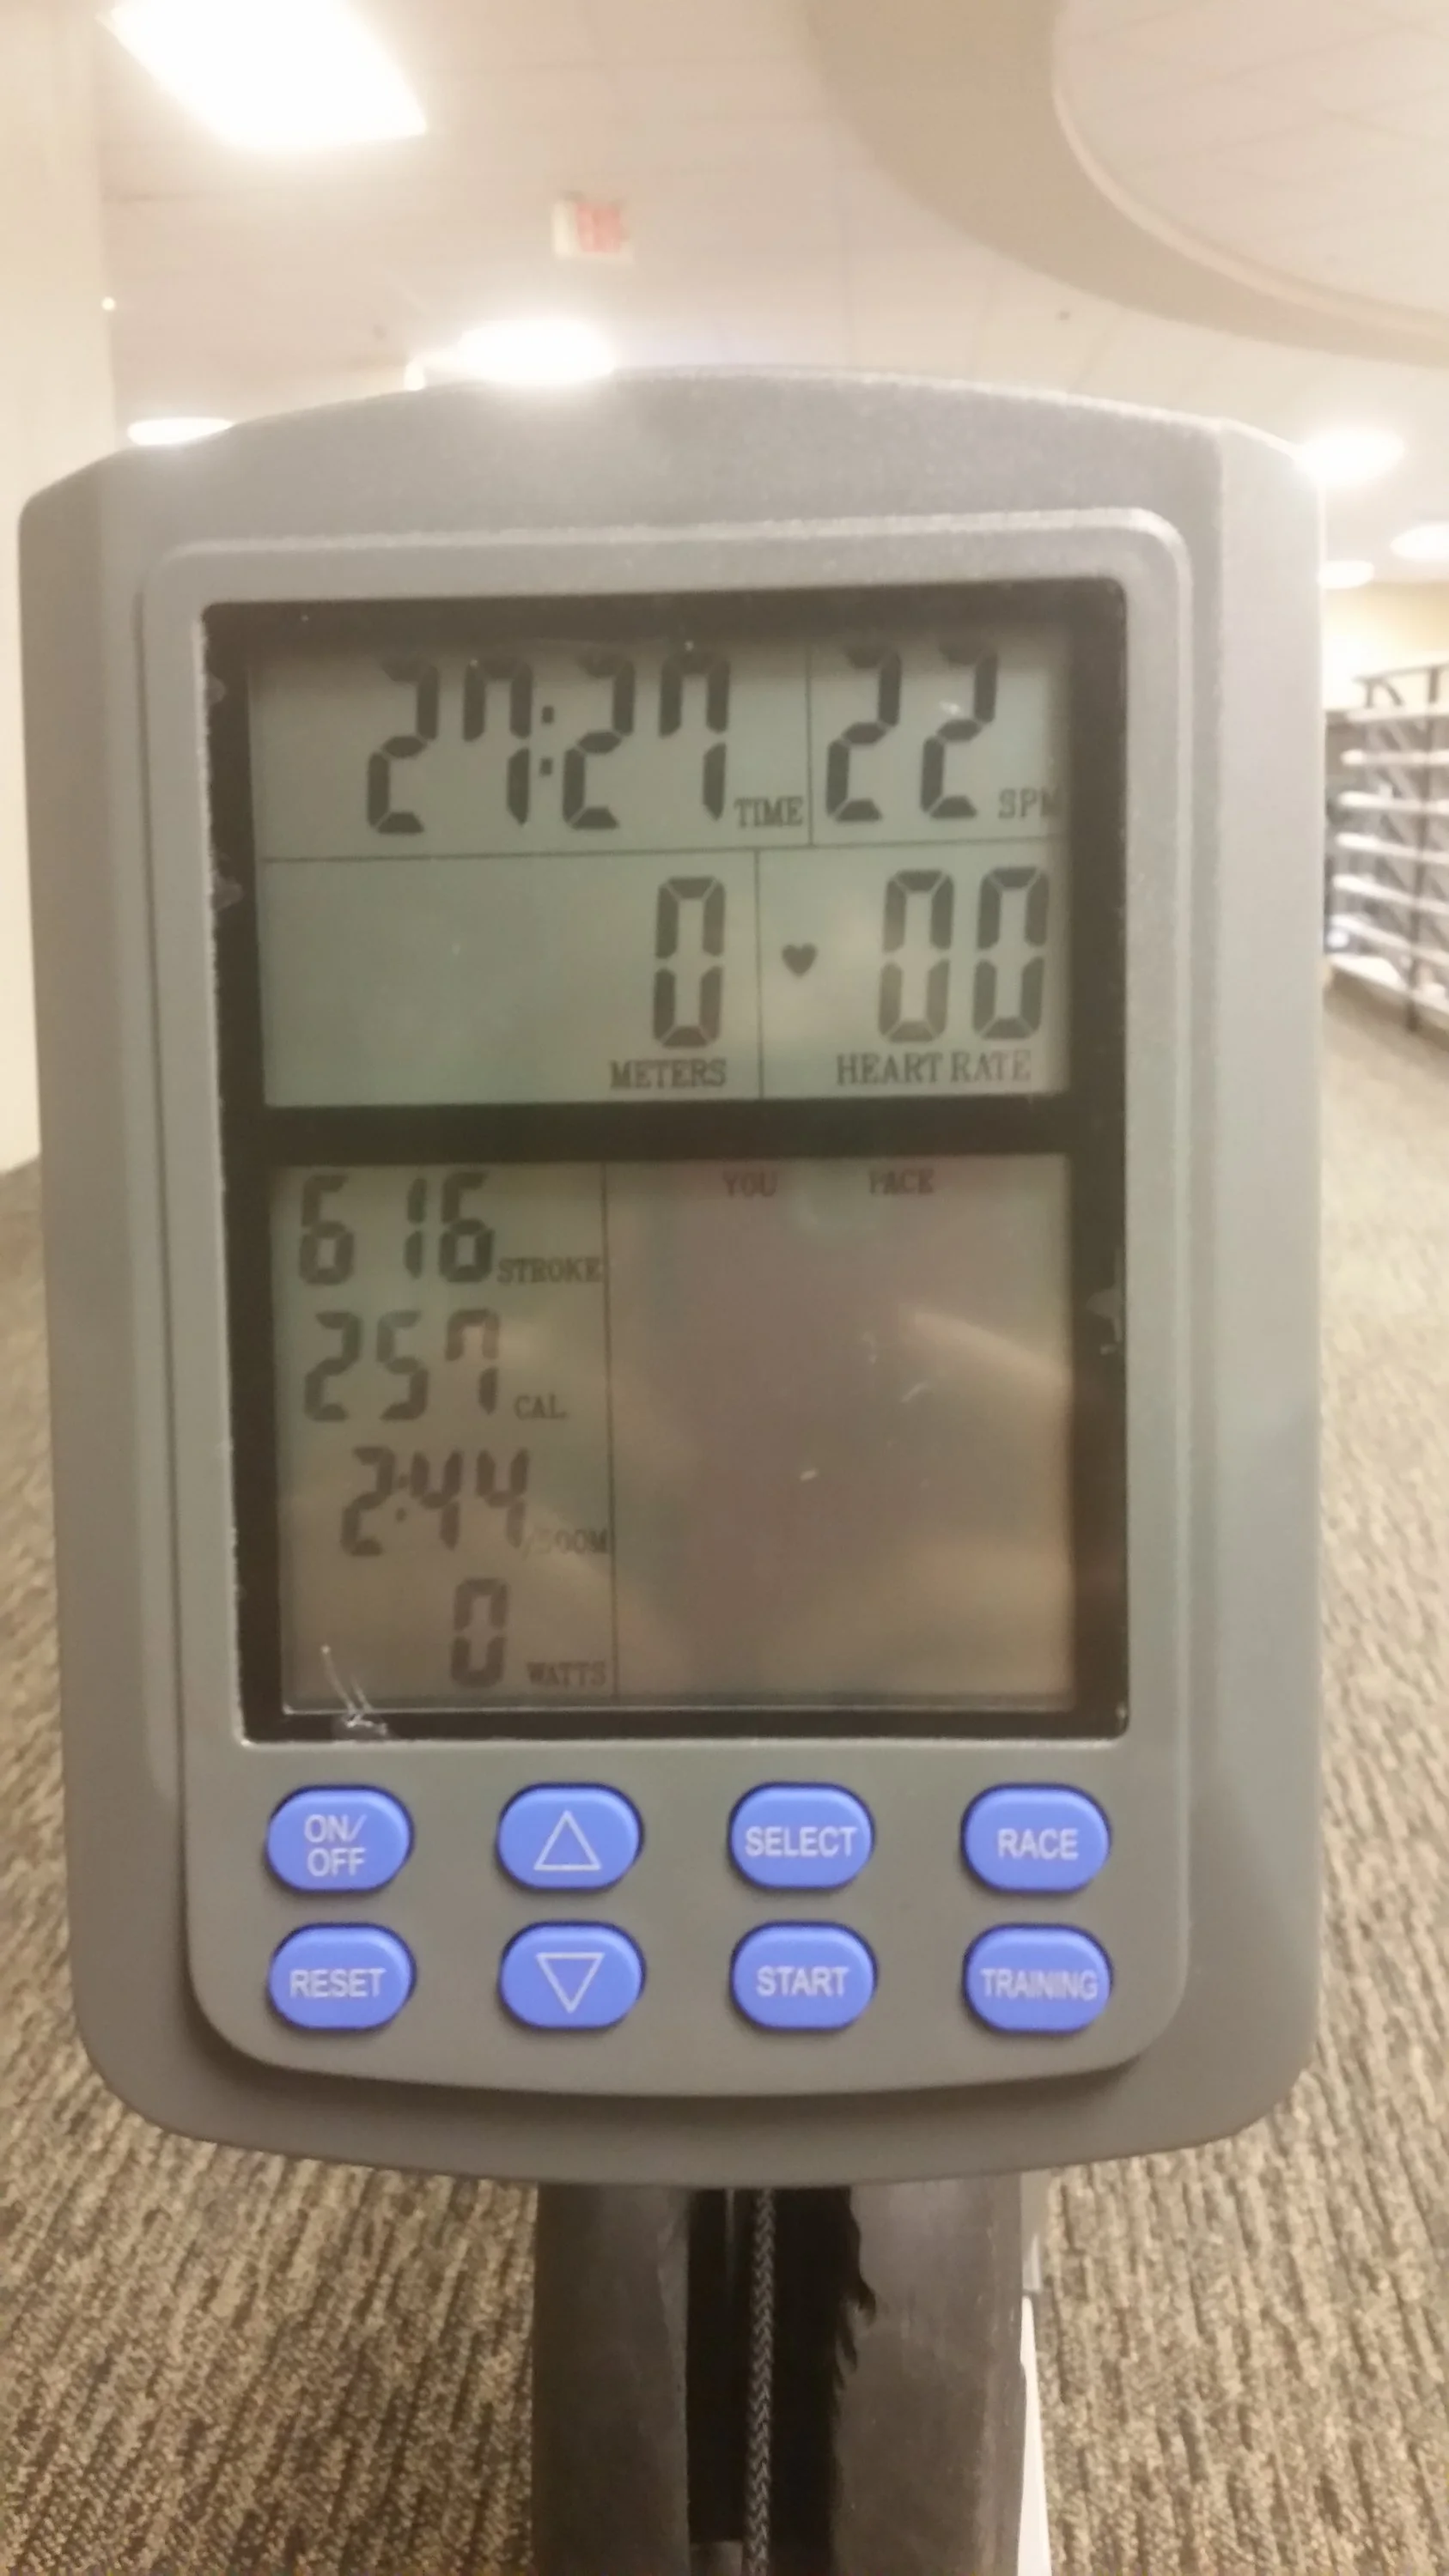 27:27 TIME 22 SPM
0 METERS ♥ 00 HEART RATE
616 STROKE
YOU PACE
257 CAL
2:44 /500M
0 WATTS
ON/OFF △ SELECT RACE
RESET ▽ START TRAINING